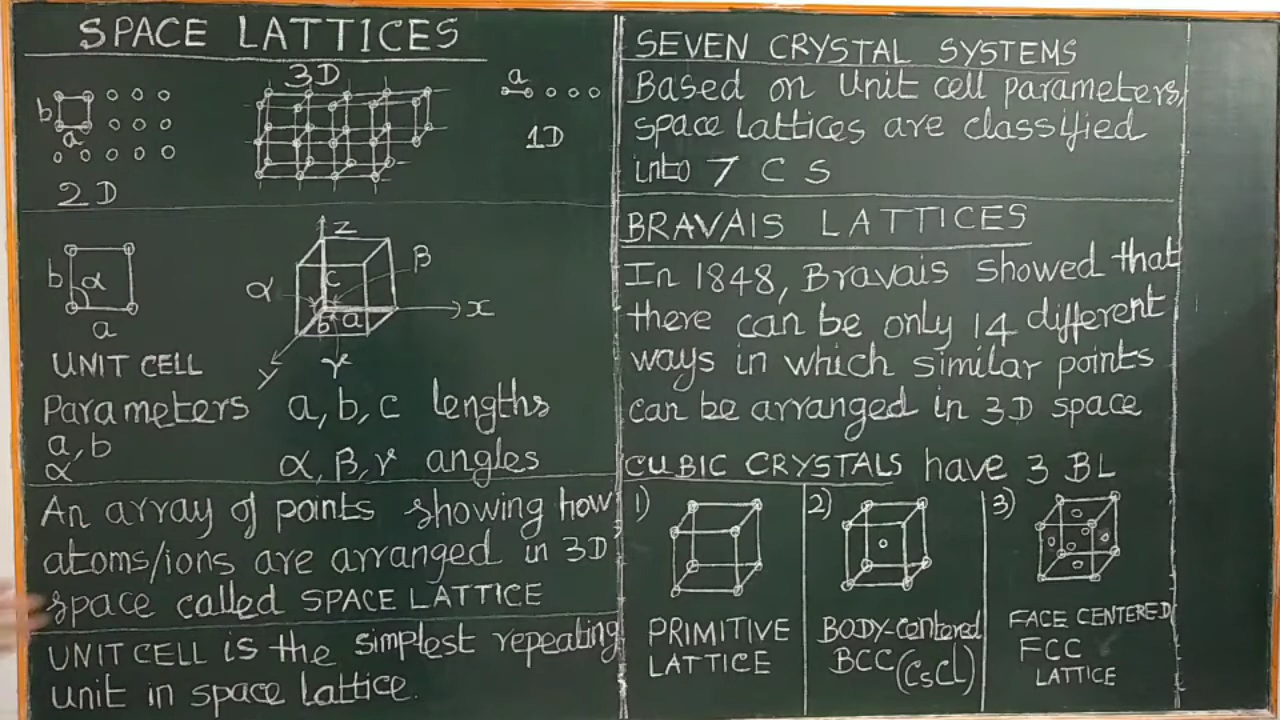 SPACE LATTICES
3D
a
b
a
1D
2D
z
β
b α
c
α
x
b a
a
γ
y
UNIT CELL
Parameters a, b, c lengths
a, b
α
α, β, γ angles
An array of points showing how
atoms/ions are arranged in 3D
space called SPACE LATTICE
UNIT CELL is the simplest repeating
unit in space lattice.
SEVEN CRYSTAL SYSTEMS
Based on Unit cell parameters,
space lattices are classified
into 7 C S
BRAVAIS LATTICES
In 1848, Bravais showed that
there can be only 14 different
ways in which similar points
can be arranged in 3D space
CUBIC CRYSTALS have 3 BL
1)
PRIMITIVE
LATTICE
2)
BODY-centered
BCC (CsCl)
3)
FACE CENTERED
FCC
LATTICE